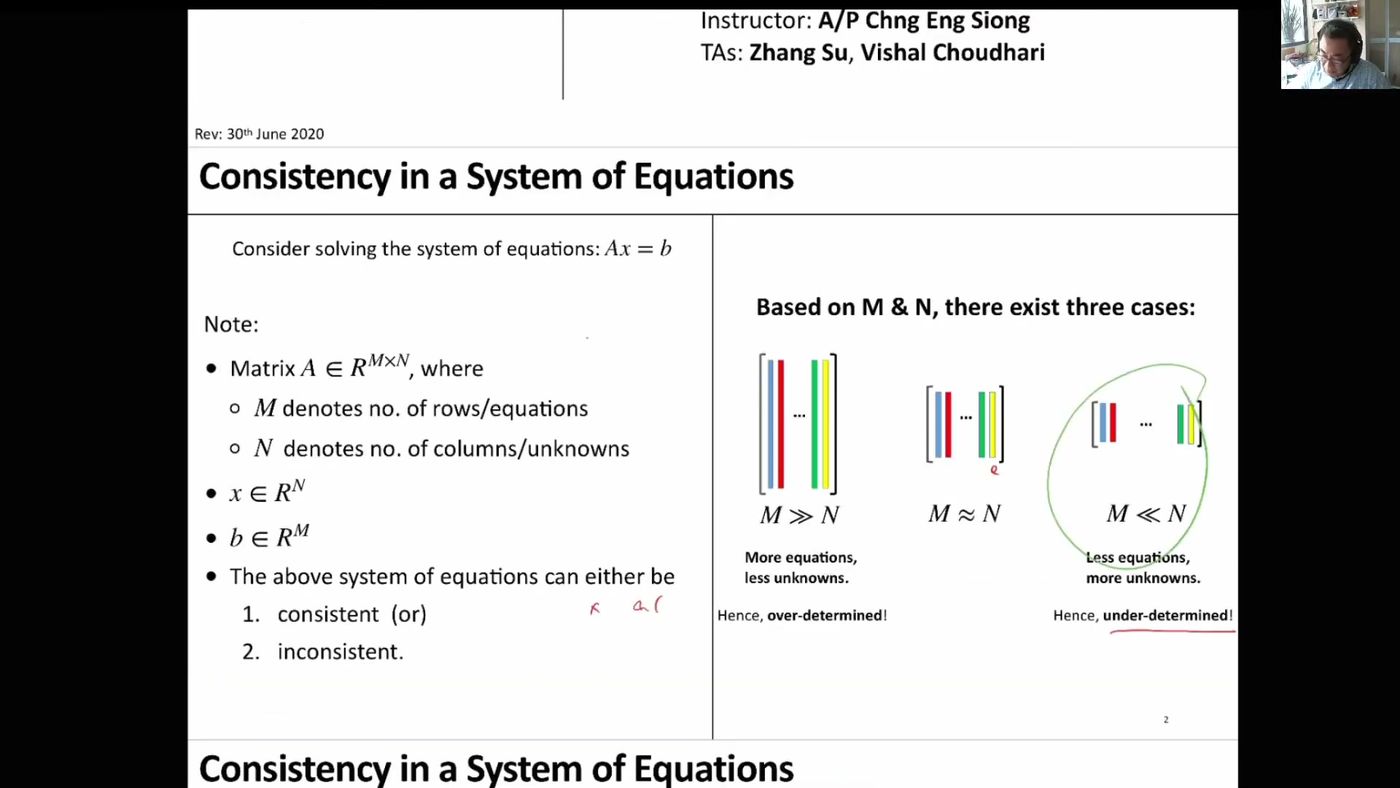 Instructor: A/P Chng Eng Siong
TAs: Zhang Su, Vishal Choudhari
Rev: 30th June 2020
Consistency in a System of Equations
Consider solving the system of equations: Ax = b
Note:
• Matrix A ∈ R^{M×N}, where
○ M denotes no. of rows/equations
○ N denotes no. of columns/unknowns
• x ∈ R^N
• b ∈ R^M
• The above system of equations can either be
1. consistent (or)
2. inconsistent.
Based on M & N, there exist three cases:
...
...
...
M ≫ N
M ≈ N
M ≪ N
More equations,
less unknowns.
Less equations,
more unknowns.
Hence, over-determined!
Hence, under-determined!
2
Consistency in a System of Equations